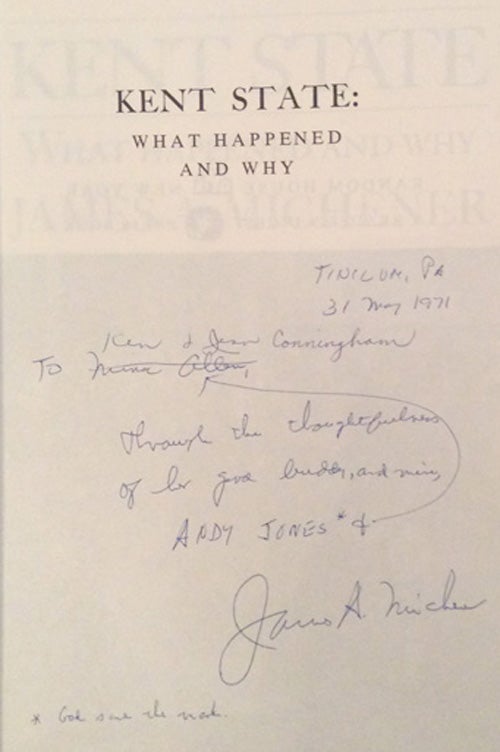 KENT STATE:
WHAT HAPPENED
AND WHY
TINICUM, PA
31 May 1971
Ken & Jean Conningham
To Allen,
Through the thoughtfulness
of her good buddy, and mine,
ANDY JONES* &
James A. Michener
* God save the mark.